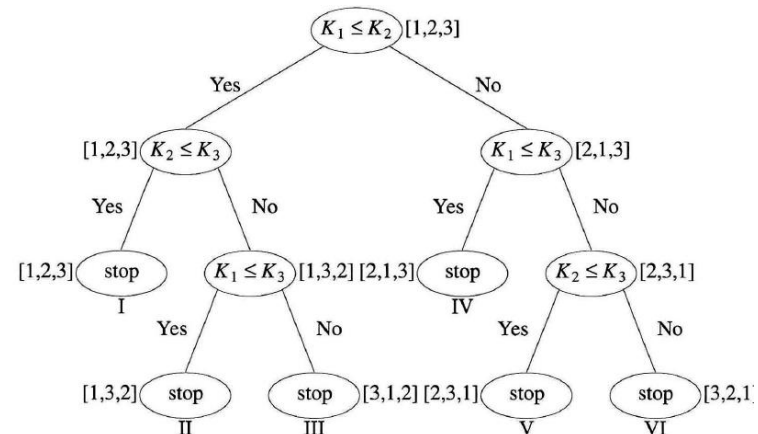 K₁ ≤ K₂ [1,2,3]
Yes No
[1,2,3] K₂ ≤ K₃ K₁ ≤ K₃ [2,1,3]
Yes No Yes No
[1,2,3] stop K₁ ≤ K₃ [1,3,2] [2,1,3] stop K₂ ≤ K₃ [2,3,1]
I IV
Yes No Yes No
[1,3,2] stop stop [3,1,2] [2,3,1] stop stop [3,2,1]
II III V VI